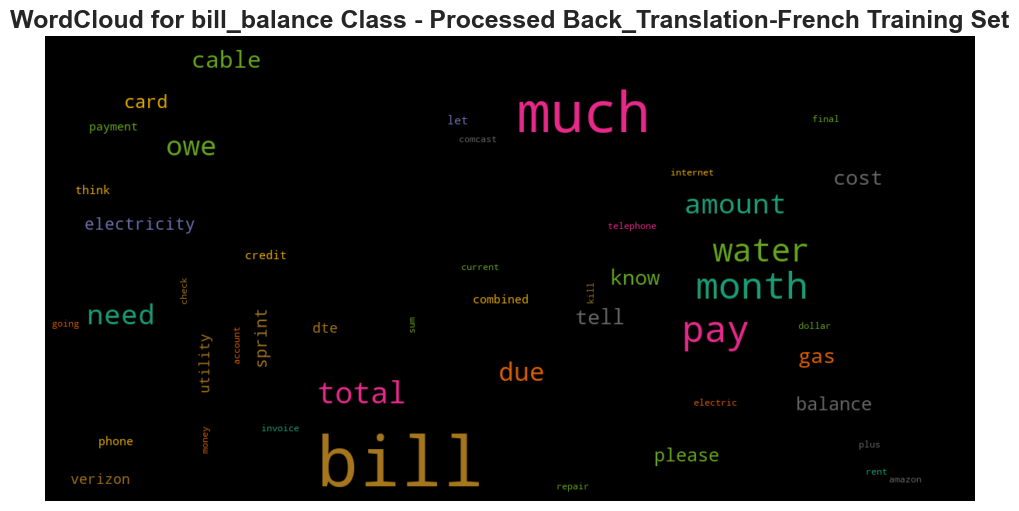 WordCloud for bill_balance Class - Processed Back_Translation-French Training Set
cable
card
much
payment
let
final
comcast
owe
internet
cost
think
amount
electricity
telephone
water
credit
current
know
month
check
combined
kill
need
tell
going
dte
sum
pay
dollar
sprint
account
utility
gas
due
total
electric
balance
invoice
phone
money
bill
please
plus
verizon
repair
rent
amazon